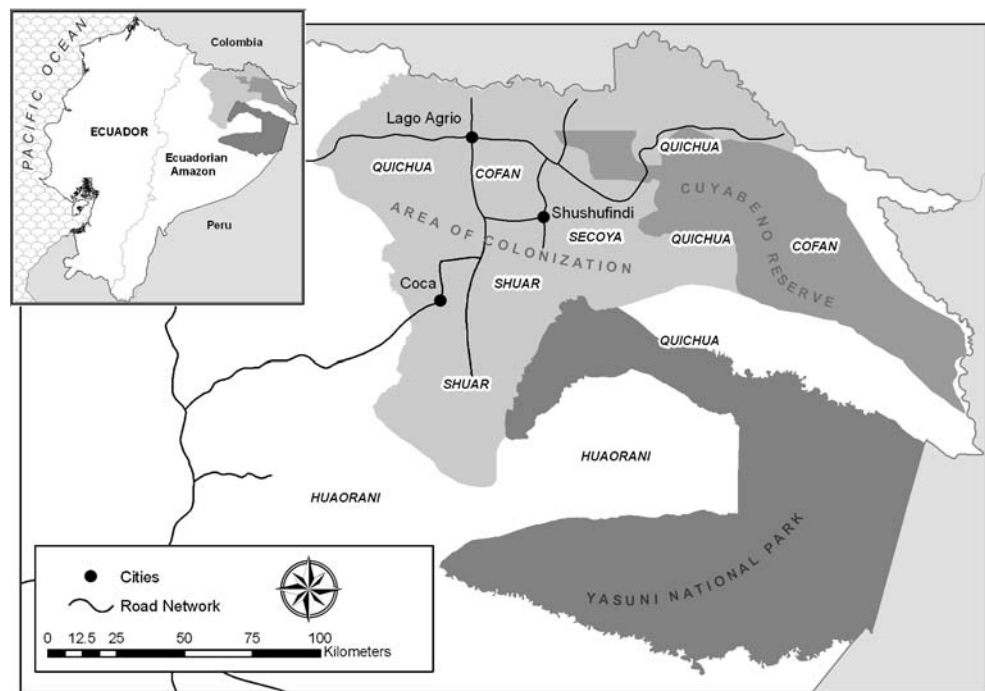 PACIFIC OCEAN
Colombia
ECUADOR
Ecuadorian
Amazon
Peru
Lago Agrio
QUICHUA
COFAN
QUICHUA
CUYABENO RESERVE
Shushufindi
AREA OF COLONIZATION
SECOYA
QUICHUA
COFAN
Coca
SHUAR
QUICHUA
SHUAR
HUAORANI
HUAORANI
YASUNI NATIONAL PARK
Cities
Road Network
0 12.5 25 50 75 100
Kilometers